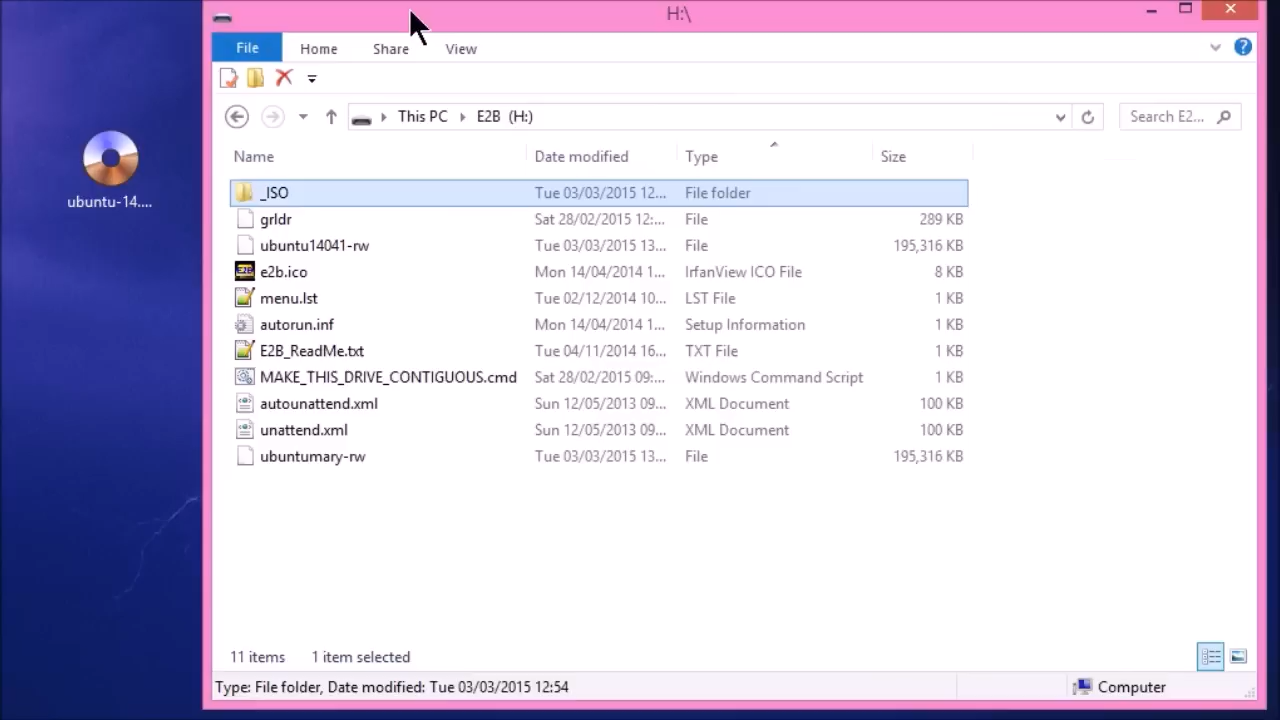 H:\
File Home Share View
This PC E2B (H:) Search E2...
Name Date modified Type Size
_ISO Tue 03/03/2015 12... File folder
grldr Sat 28/02/2015 12:... File 289 KB
ubuntu14041-rw Tue 03/03/2015 13... File 195,316 KB
e2b.ico Mon 14/04/2014 1... IrfanView ICO File 8 KB
menu.lst Tue 02/12/2014 10... LST File 1 KB
autorun.inf Mon 14/04/2014 1... Setup Information 1 KB
E2B_ReadMe.txt Tue 04/11/2014 16... TXT File 1 KB
MAKE_THIS_DRIVE_CONTIGUOUS.cmd Sat 28/02/2015 09:... Windows Command Script 1 KB
autounattend.xml Sun 12/05/2013 09... XML Document 100 KB
unattend.xml Sun 12/05/2013 09... XML Document 100 KB
ubuntumary-rw Tue 03/03/2015 13... File 195,316 KB
ubuntu-14....
11 items 1 item selected
Type: File folder, Date modified: Tue 03/03/2015 12:54 Computer